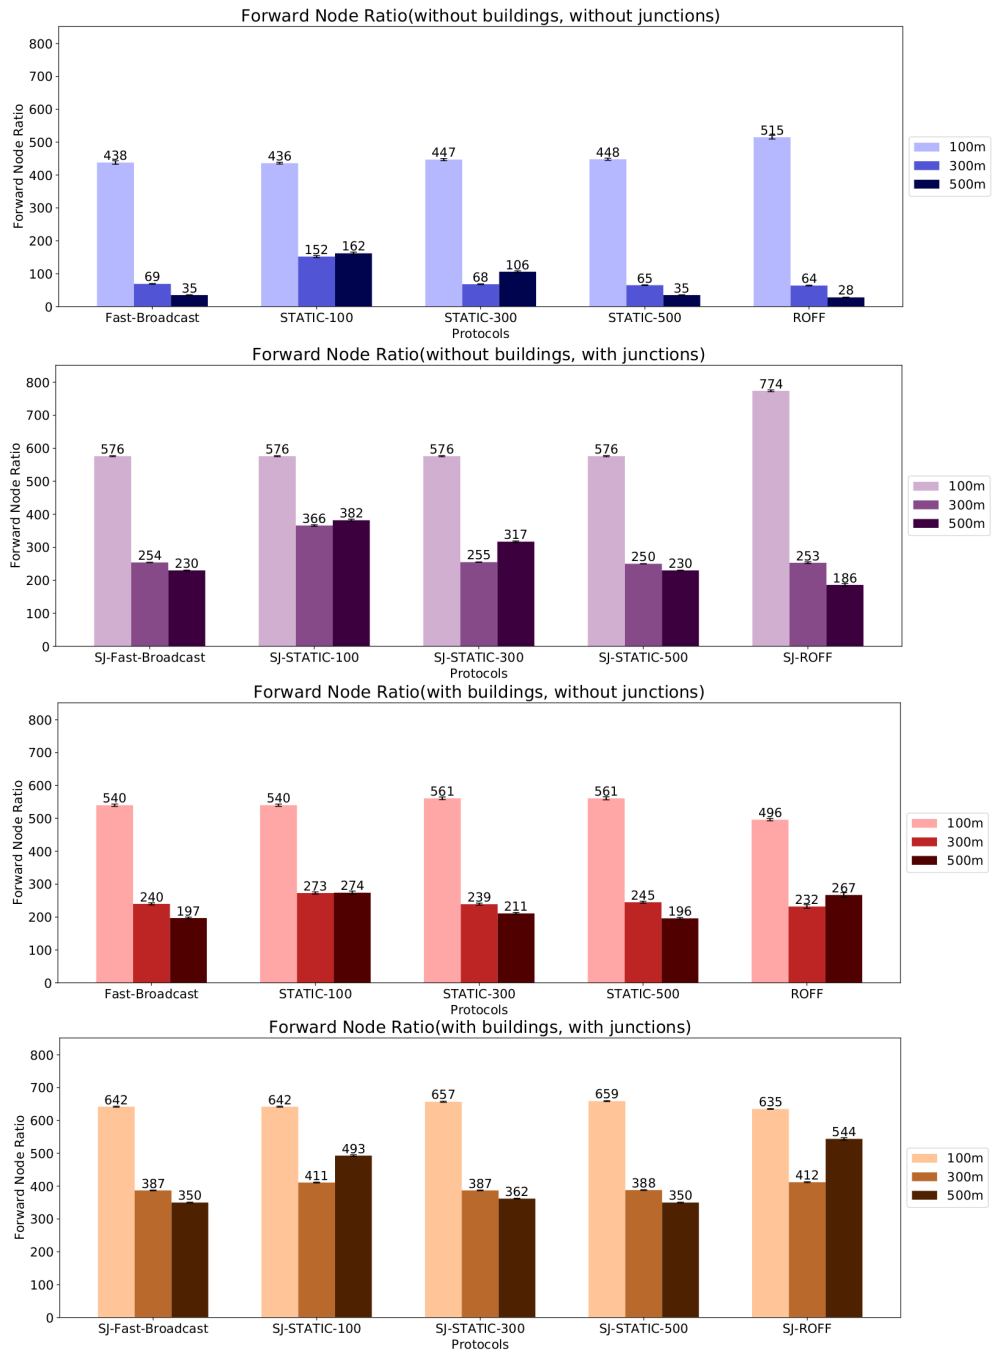 Forward Node Ratio(without buildings, without junctions)
Forward Node Ratio
800
700
600
500
400
300
200
100
0
438
69
35
436
152
162
447
68
106
448
65
35
515
64
28
100m
300m
500m
Fast-Broadcast
STATIC-100
STATIC-300
STATIC-500
ROFF
Protocols
Forward Node Ratio(without buildings, with junctions)
Forward Node Ratio
800
700
600
500
400
300
200
100
0
576
254
230
576
366
382
576
255
317
576
250
230
774
253
186
100m
300m
500m
SJ-Fast-Broadcast
SJ-STATIC-100
SJ-STATIC-300
SJ-STATIC-500
SJ-ROFF
Protocols
Forward Node Ratio(with buildings, without junctions)
Forward Node Ratio
800
700
600
500
400
300
200
100
0
540
240
197
540
273
274
561
239
211
561
245
196
496
232
267
100m
300m
500m
Fast-Broadcast
STATIC-100
STATIC-300
STATIC-500
ROFF
Protocols
Forward Node Ratio(with buildings, with junctions)
Forward Node Ratio
800
700
600
500
400
300
200
100
0
642
387
350
642
411
493
657
387
362
659
388
350
635
412
544
100m
300m
500m
SJ-Fast-Broadcast
SJ-STATIC-100
SJ-STATIC-300
SJ-STATIC-500
SJ-ROFF
Protocols